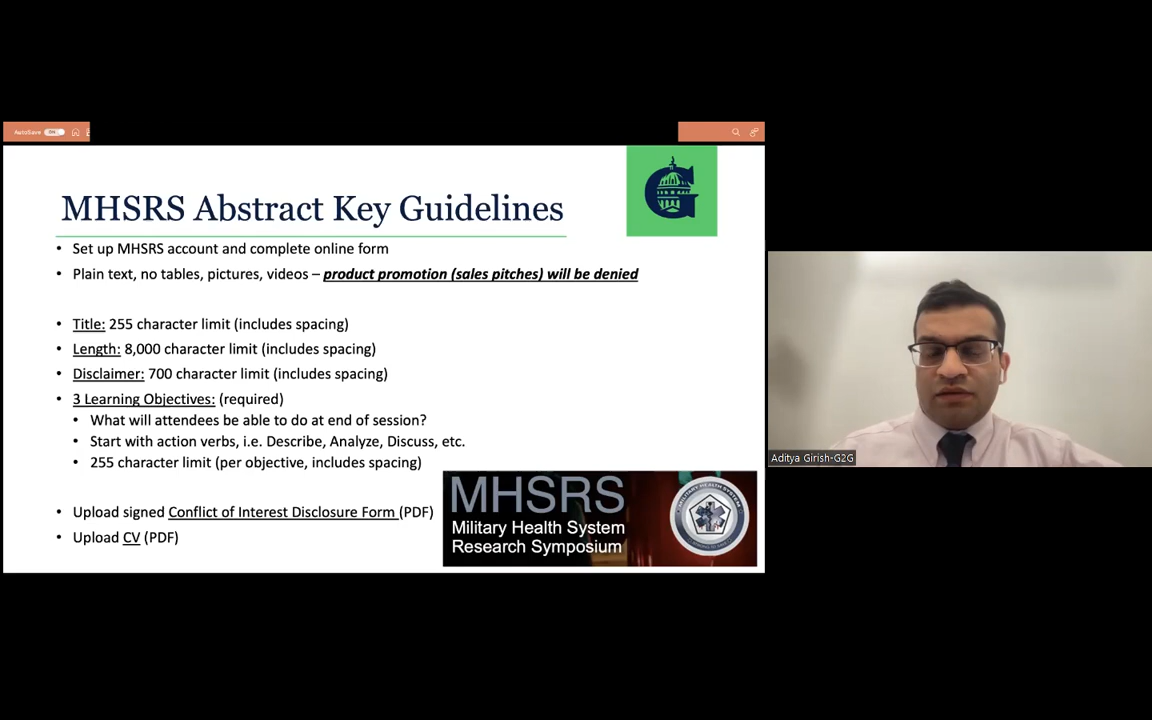 AutoSave ON
MHSRS Abstract Key Guidelines
• Set up MHSRS account and complete online form
• Plain text, no tables, pictures, videos – product promotion (sales pitches) will be denied
• Title: 255 character limit (includes spacing)
• Length: 8,000 character limit (includes spacing)
• Disclaimer: 700 character limit (includes spacing)
• 3 Learning Objectives: (required)
• What will attendees be able to do at end of session?
• Start with action verbs, i.e. Describe, Analyze, Discuss, etc.
• 255 character limit (per objective, includes spacing)
• Upload signed Conflict of Interest Disclosure Form (PDF)
• Upload CV (PDF)
G
MHSRS
Military Health System
Research Symposium
MILITARY HEALTH SYSTEM
Aditya Girish-G2G